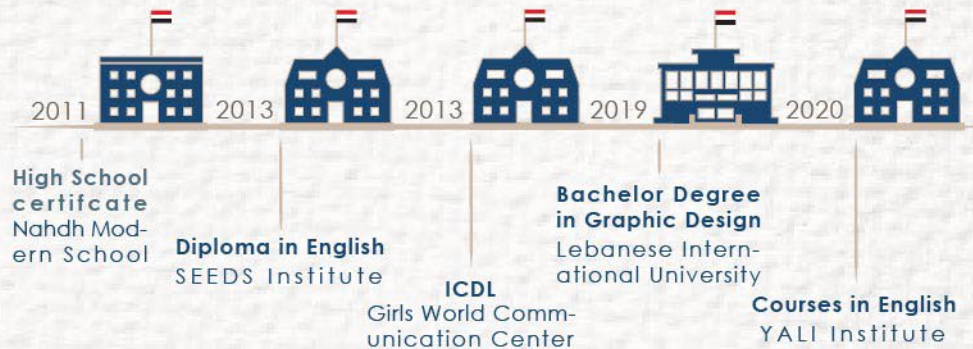 2011
High School
certifcate
Nahdh Mod-
ern School
2013
Diploma in English
SEEDS Institute
2013
ICDL
Girls World Comm-
unication Center
2019
Bachelor Degree
in Graphic Design
Lebanese Intern-
ational University
2020
Courses in English
YALI Institute